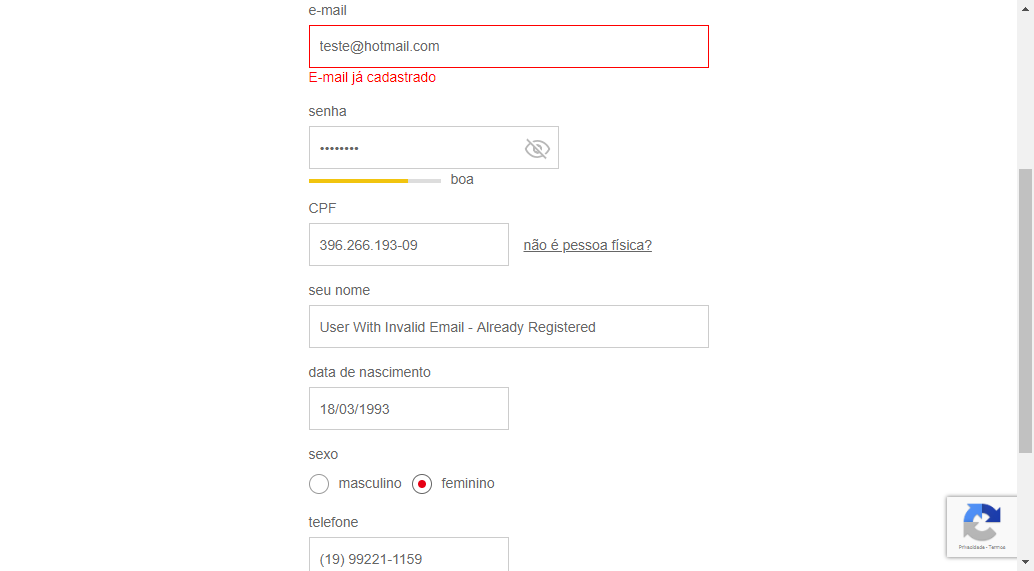 e-mail
teste@hotmail.com
E-mail já cadastrado
senha
••••••••
boa
CPF
396.266.193-09 não é pessoa física?
seu nome
User With Invalid Email - Already Registered
data de nascimento
18/03/1993
sexo
masculino feminino
telefone
(19) 99221-1159
Privacidade - Termos